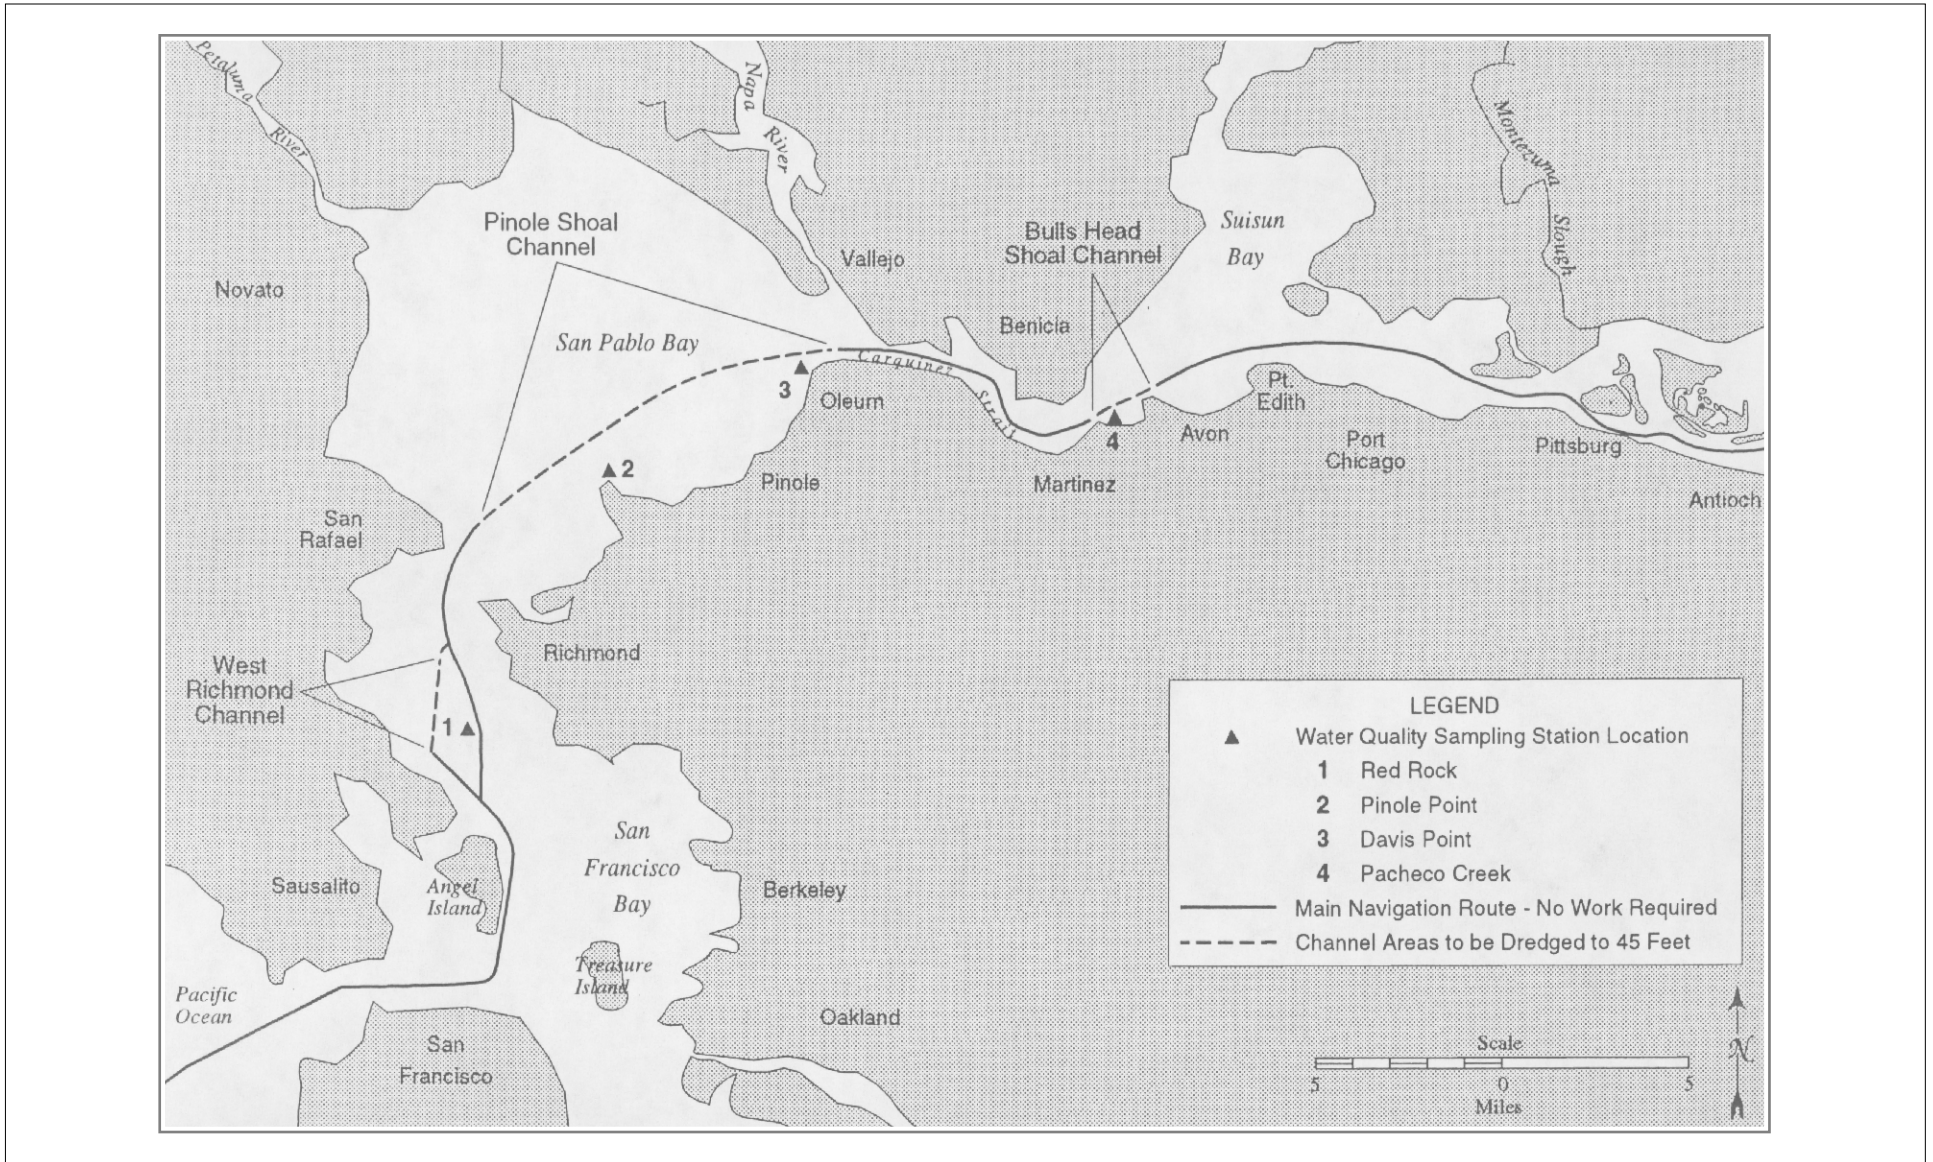 Petaluma
River
Napa
River
Montezuma
Slough
Pinole Shoal
Channel
Bulls Head
Shoal Channel
Suisun
Bay
Vallejo
Novato
San Pablo Bay
Benicia
Carquinez
Strait
3
Oleum
Pt.
Edith
4
Avon
Port
Chicago
Pittsburg
2
Pinole
Martinez
Antioch
San
Rafael
Richmond
West
Richmond
Channel
1
San
Francisco
Bay
Sausalito
Angel
Island
Berkeley
Treasure
Island
Pacific
Ocean
Oakland
San
Francisco
LEGEND
Water Quality Sampling Station Location
1 Red Rock
2 Pinole Point
3 Davis Point
4 Pacheco Creek
Main Navigation Route - No Work Required
Channel Areas to be Dredged to 45 Feet
Scale
5 0 5
Miles
N